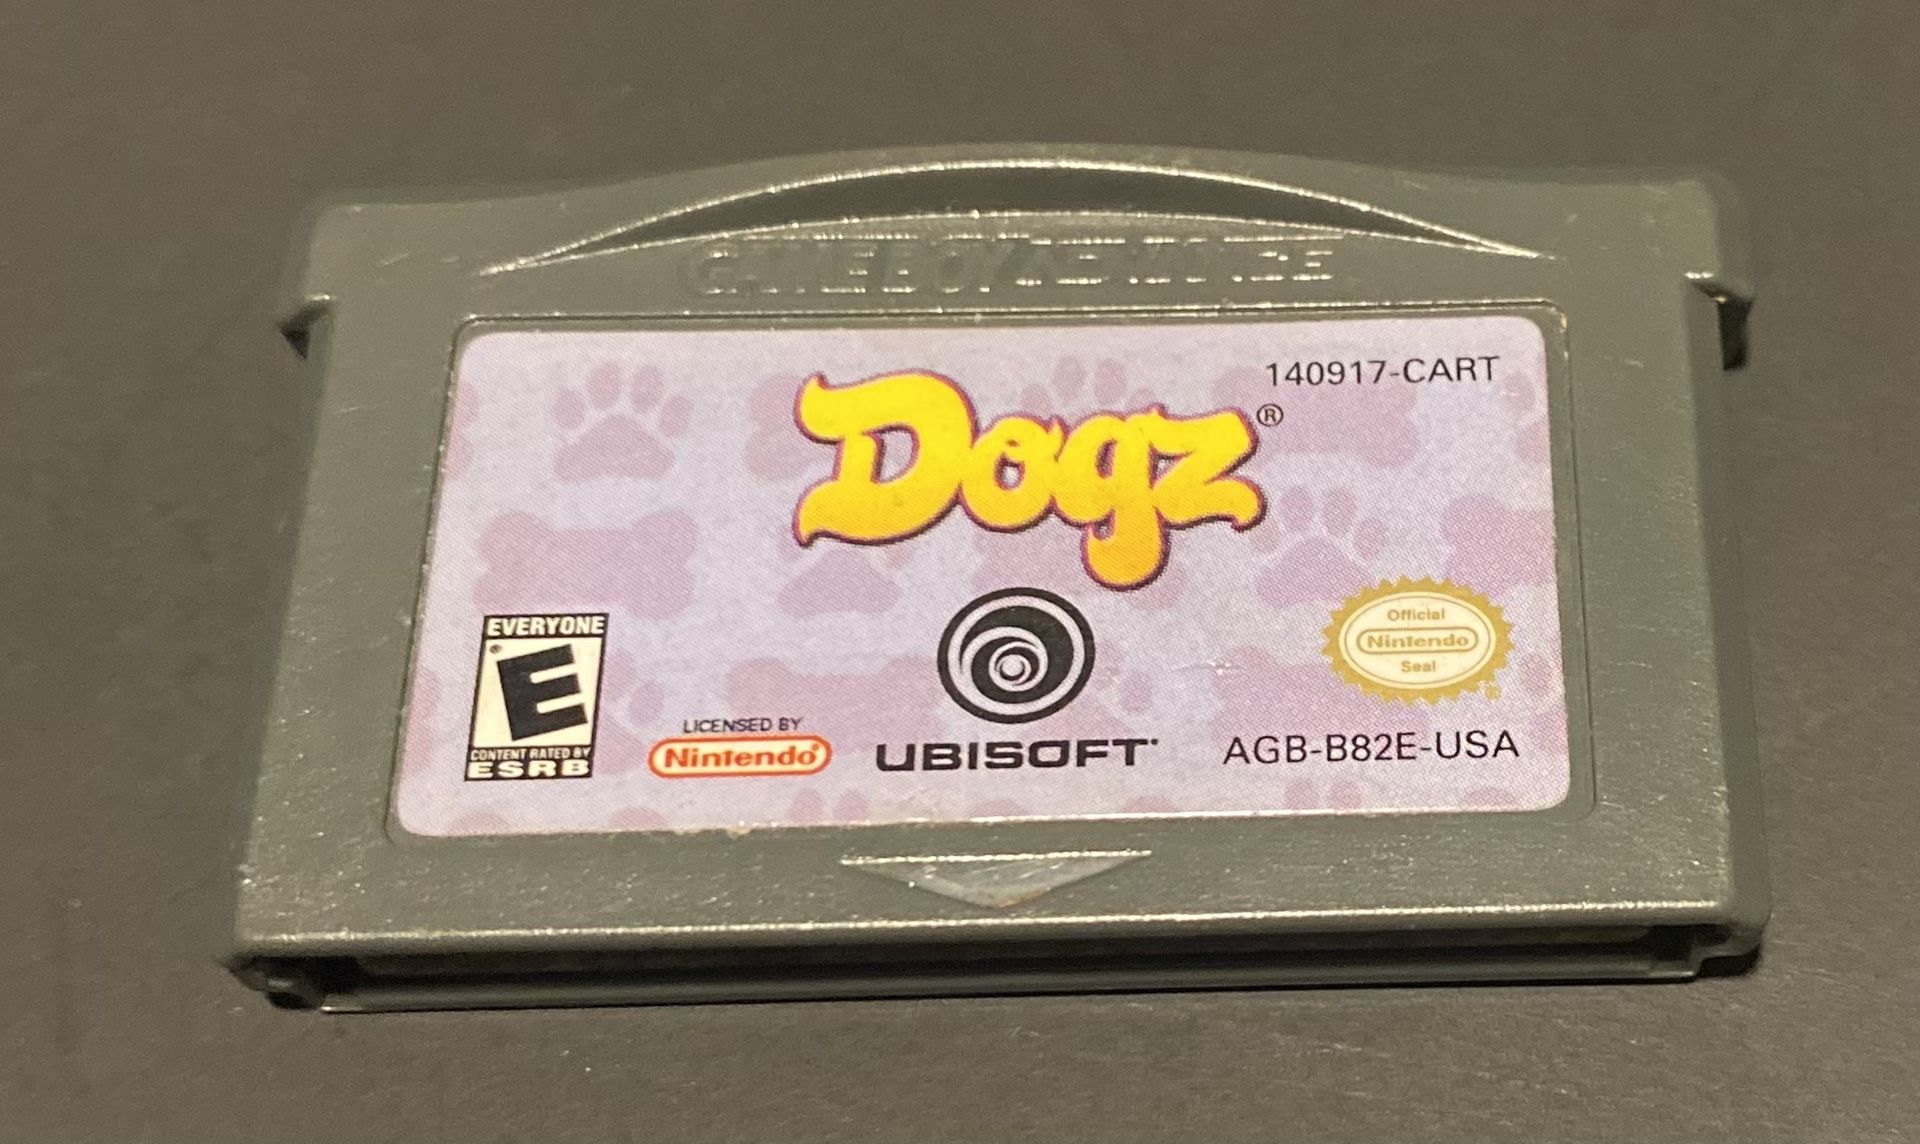 GAME BOY ADVANCE
140917-CART
Dogz®
EVERYONE
E
CONTENT RATED BY
ESRB
LICENSED BY
Nintendo®
UBISOFT
Official
Nintendo
Seal
AGB-B82E-USA